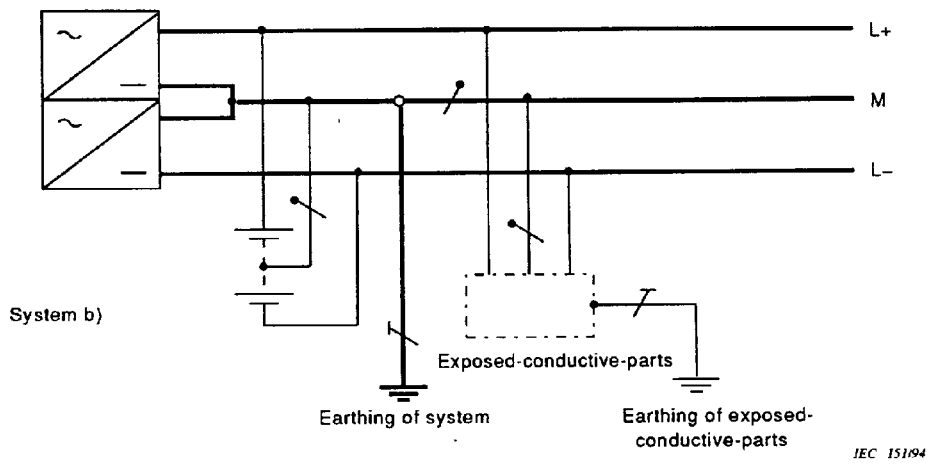 L+
M
L–
System b)
Exposed-conductive-parts
Earthing of system
Earthing of exposed-
conductive-parts
IEC 151/94